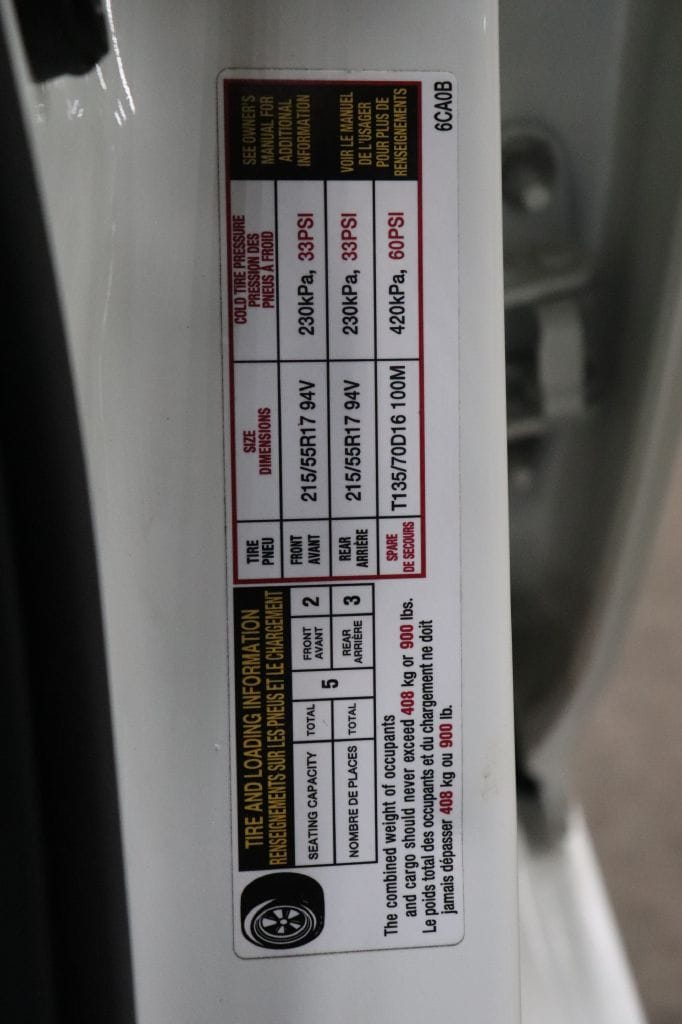 TIRE AND LOADING INFORMATION
RENSEIGNEMENTS SUR LES PNEUS ET LE CHARGEMENT
SEATING CAPACITY TOTAL 5 FRONT AVANT 2
NOMBRE DE PLACES TOTAL REAR ARRIÈRE 3
The combined weight of occupants
and cargo should never exceed 408 kg or 900 lbs.
Le poids total des occupants et du chargement ne doit
jamais dépasser 408 kg ou 900 lb.
TIRE
PNEU
SIZE
DIMENSIONS
COLD TIRE PRESSURE
PRESSION DES
PNEUS À FROID
FRONT
AVANT
215/55R17 94V
230kPa, 33PSI
REAR
ARRIÈRE
215/55R17 94V
230kPa, 33PSI
SPARE
DE SECOURS
T135/70D16 100M
420kPa, 60PSI
SEE OWNER'S
MANUAL FOR
ADDITIONAL
INFORMATION
VOIR LE MANUEL
DE L'USAGER
POUR PLUS DE
RENSEIGNEMENTS
6CA0B